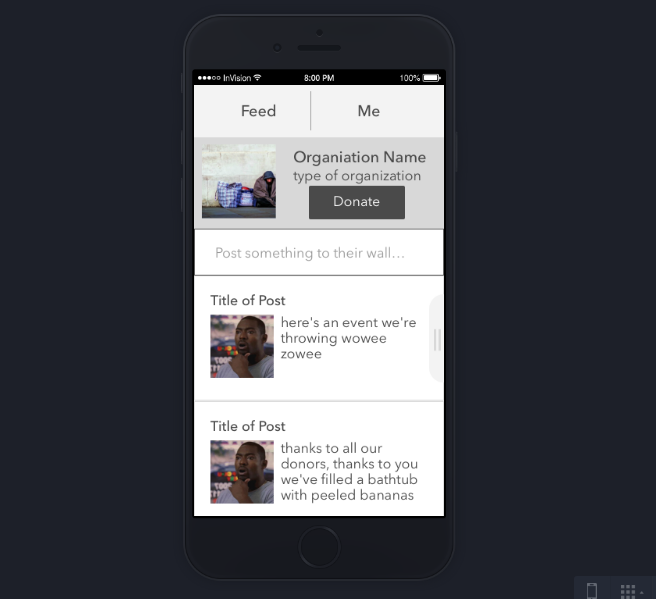 InVision 8:00 PM 100%
Feed Me
Organiation Name
type of organization
Donate
Post something to their wall...
Title of Post
here's an event we're
throwing wowee
zowee
Title of Post
thanks to all our
donors, thanks to you
we've filled a bathtub
with peeled bananas